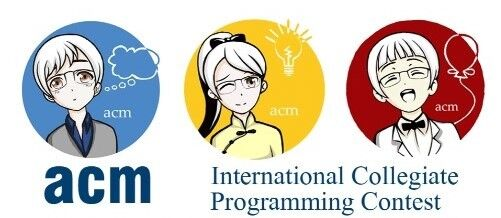 acm
acm
acm
acm
International Collegiate
Programming Contest